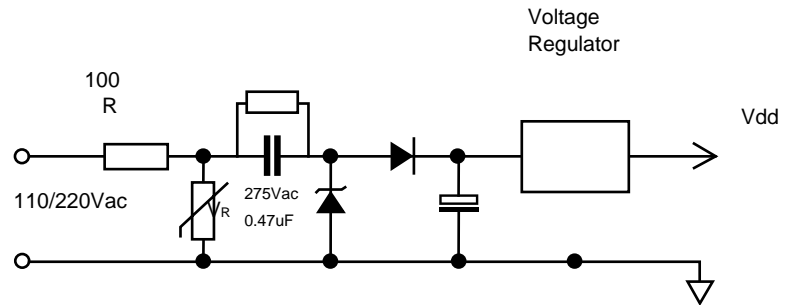 Voltage
Regulator
100
R
Vdd
110/220Vac
275Vac
R
0.47uF